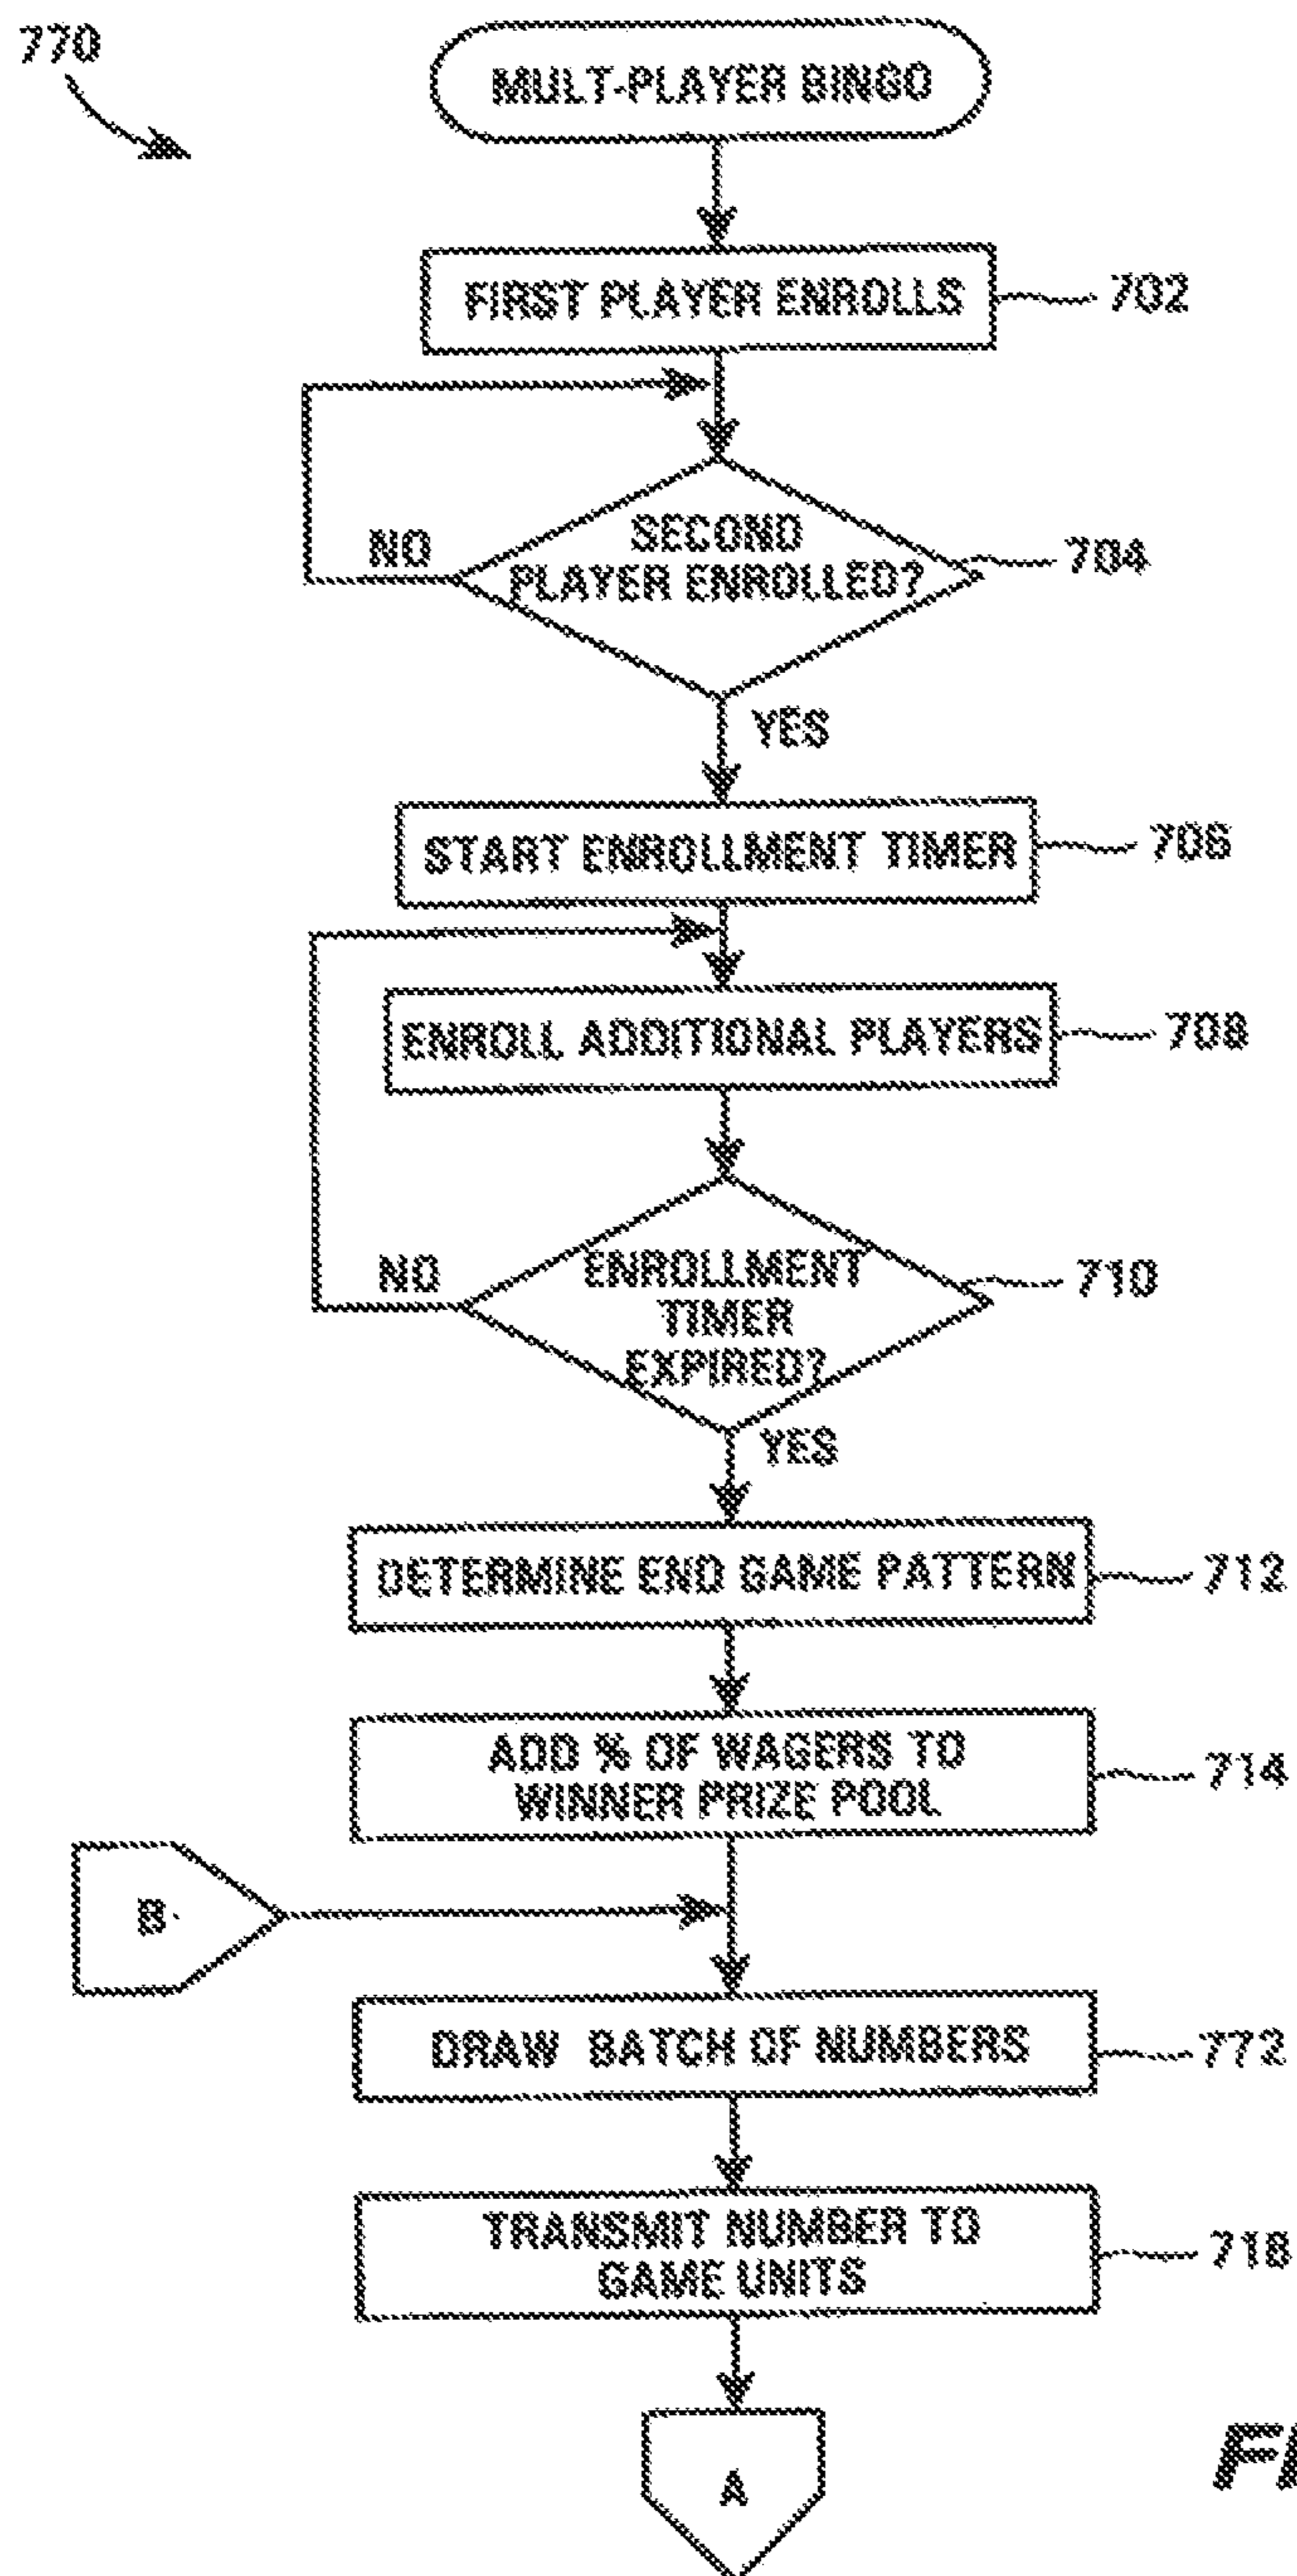 770
MULT-PLAYER BINGO
FIRST PLAYER ENROLLS
702
SECOND
PLAYER ENROLLED?
704
NO
YES
START ENROLLMENT TIMER
706
ENROLL ADDITIONAL PLAYERS
708
ENROLLMENT
TIMER
EXPIRED?
710
NO
YES
DETERMINE END GAME PATTERN
712
ADD % OF WAGERS TO
WINNER PRIZE POOL
714
B
DRAW BATCH OF NUMBERS
772
TRANSMIT NUMBER TO
GAME UNITS
718
A